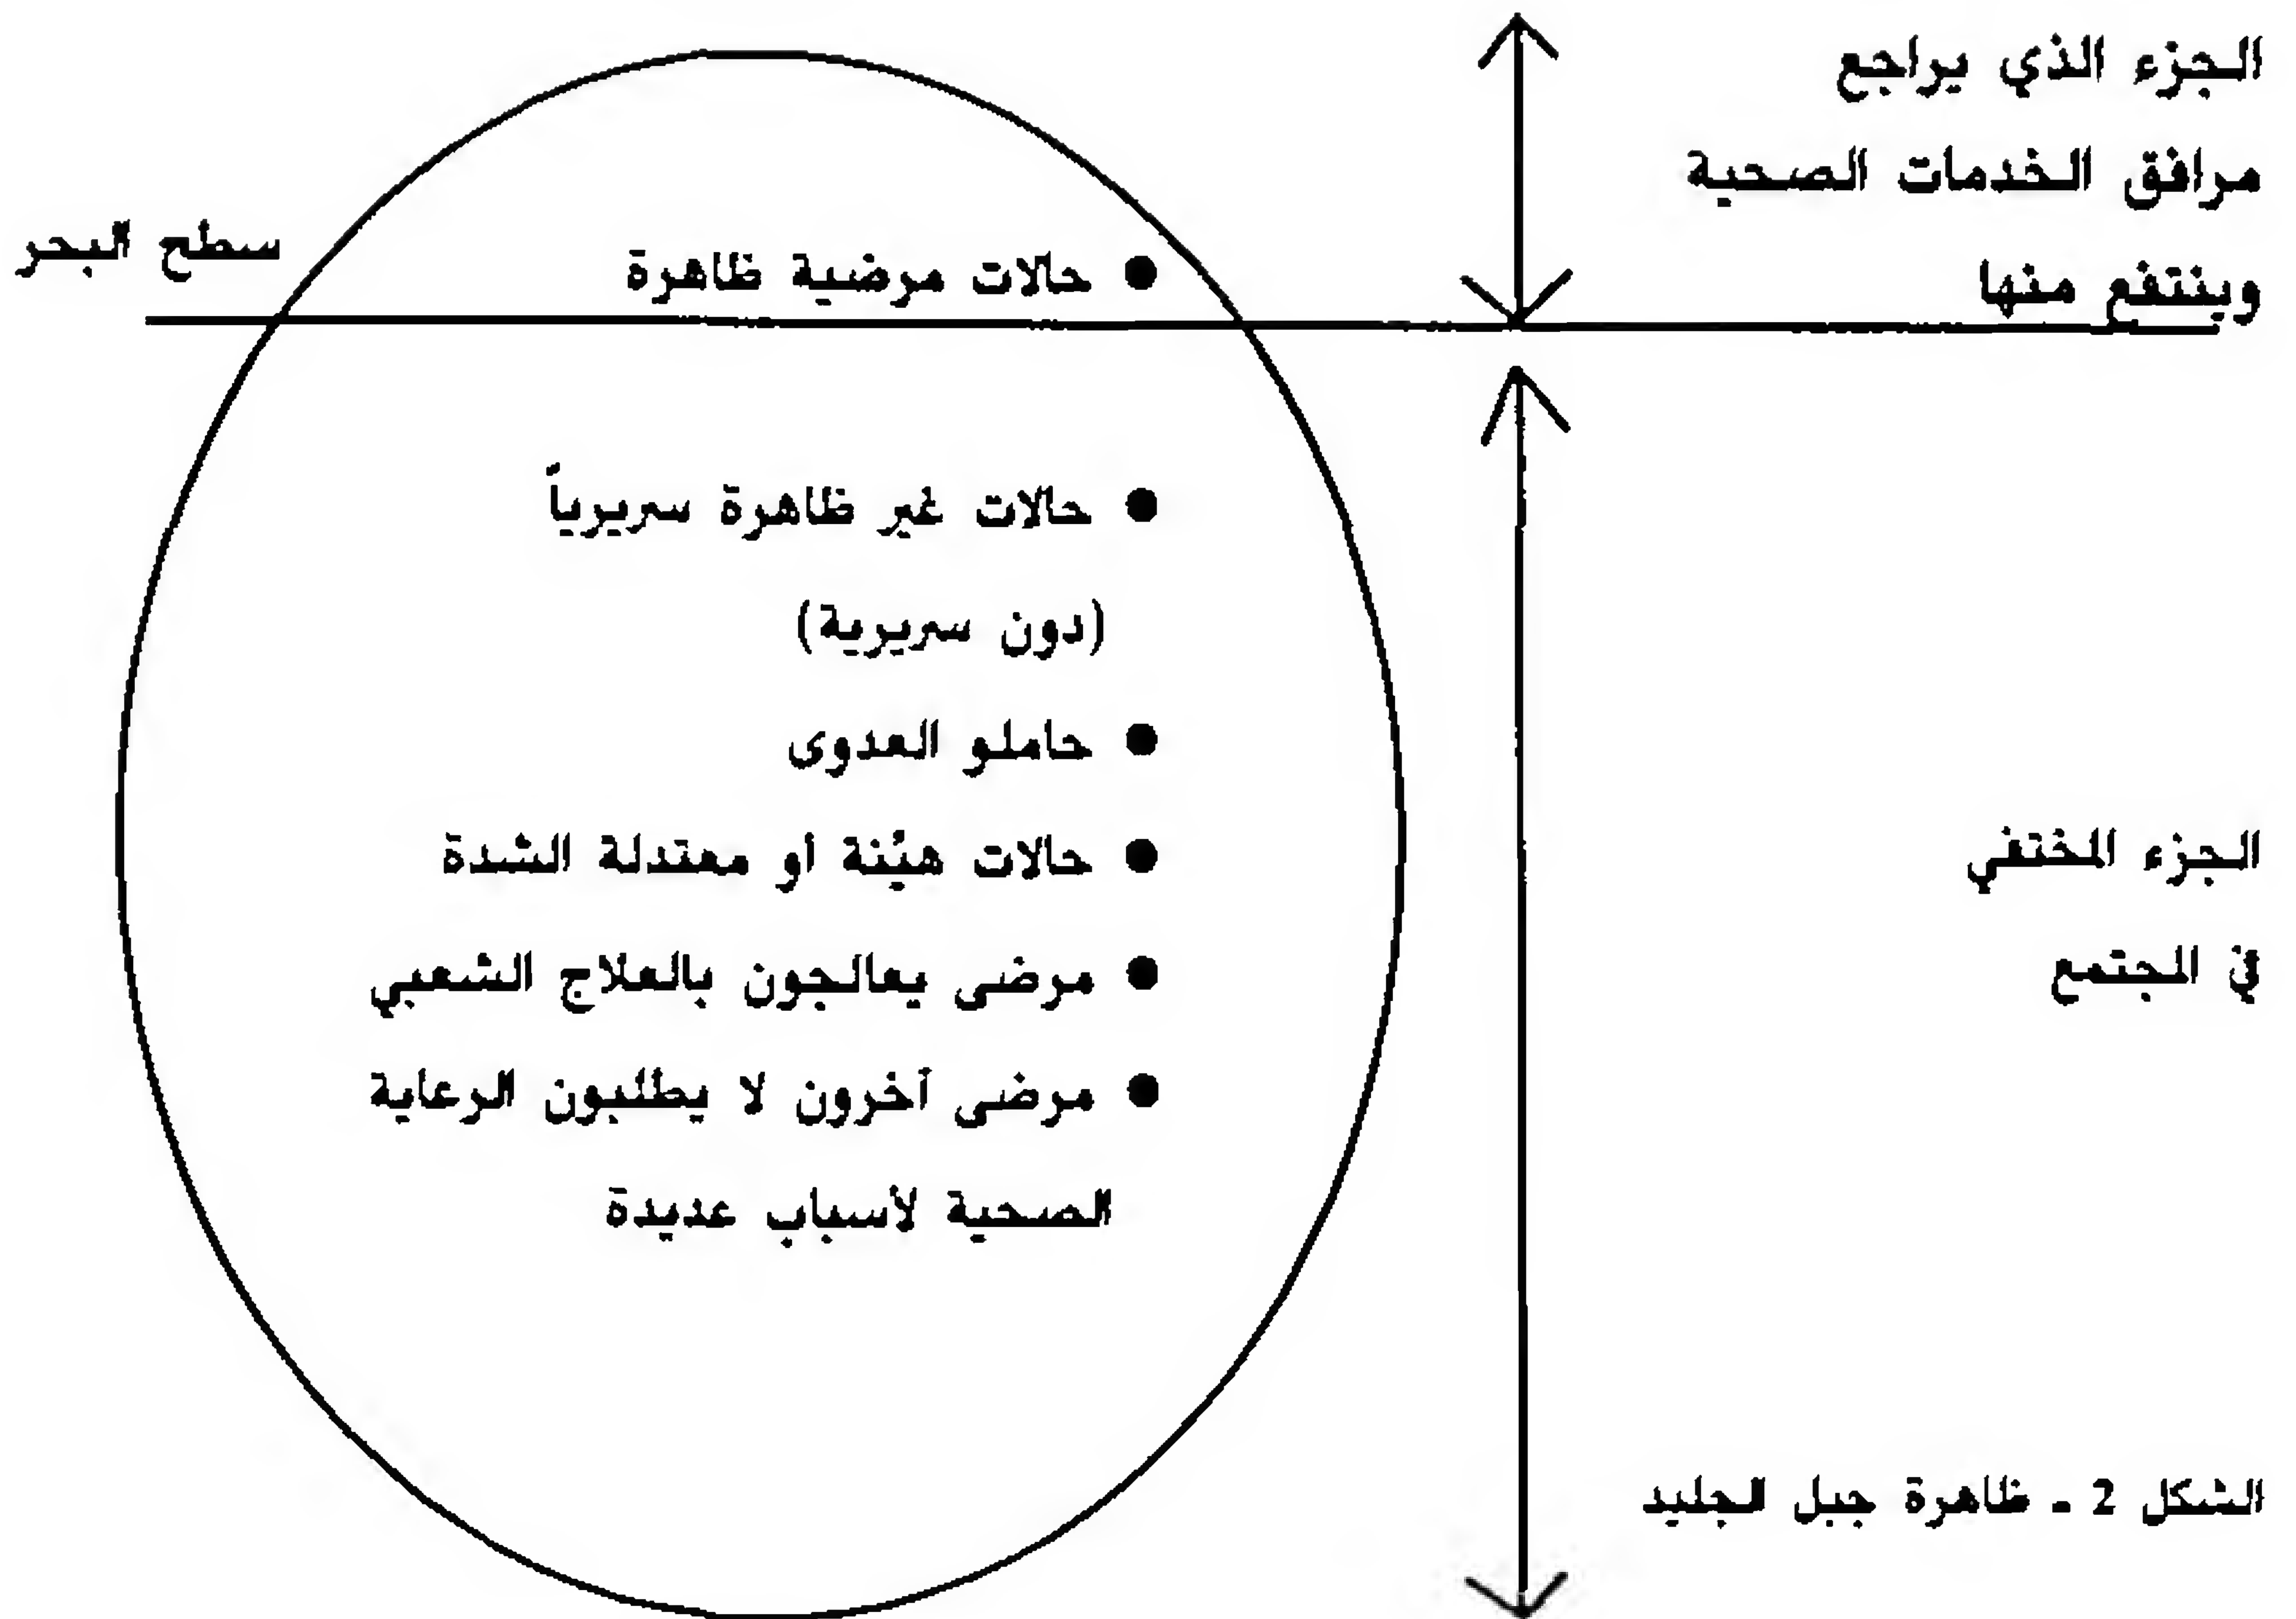 الجزء الذي يراجع
مرافق الخدمات الصحية
وينتفع منها
سطح البحر
● حالات مرضية ظاهرة
● حالات غير ظاهرة سريرياً
(دون سريرية)
● حاملو العدوى
● حالات هيّنة أو معتدلة الشدة
● مرضى يعالجون بالعلاج الشعبي
● مرضى آخرون لا يطلبون الرعاية
الصحية لأسباب عديدة
الجزء المختفي
في المجتمع
الشكل 2 ـ ظاهرة جبل الجليد